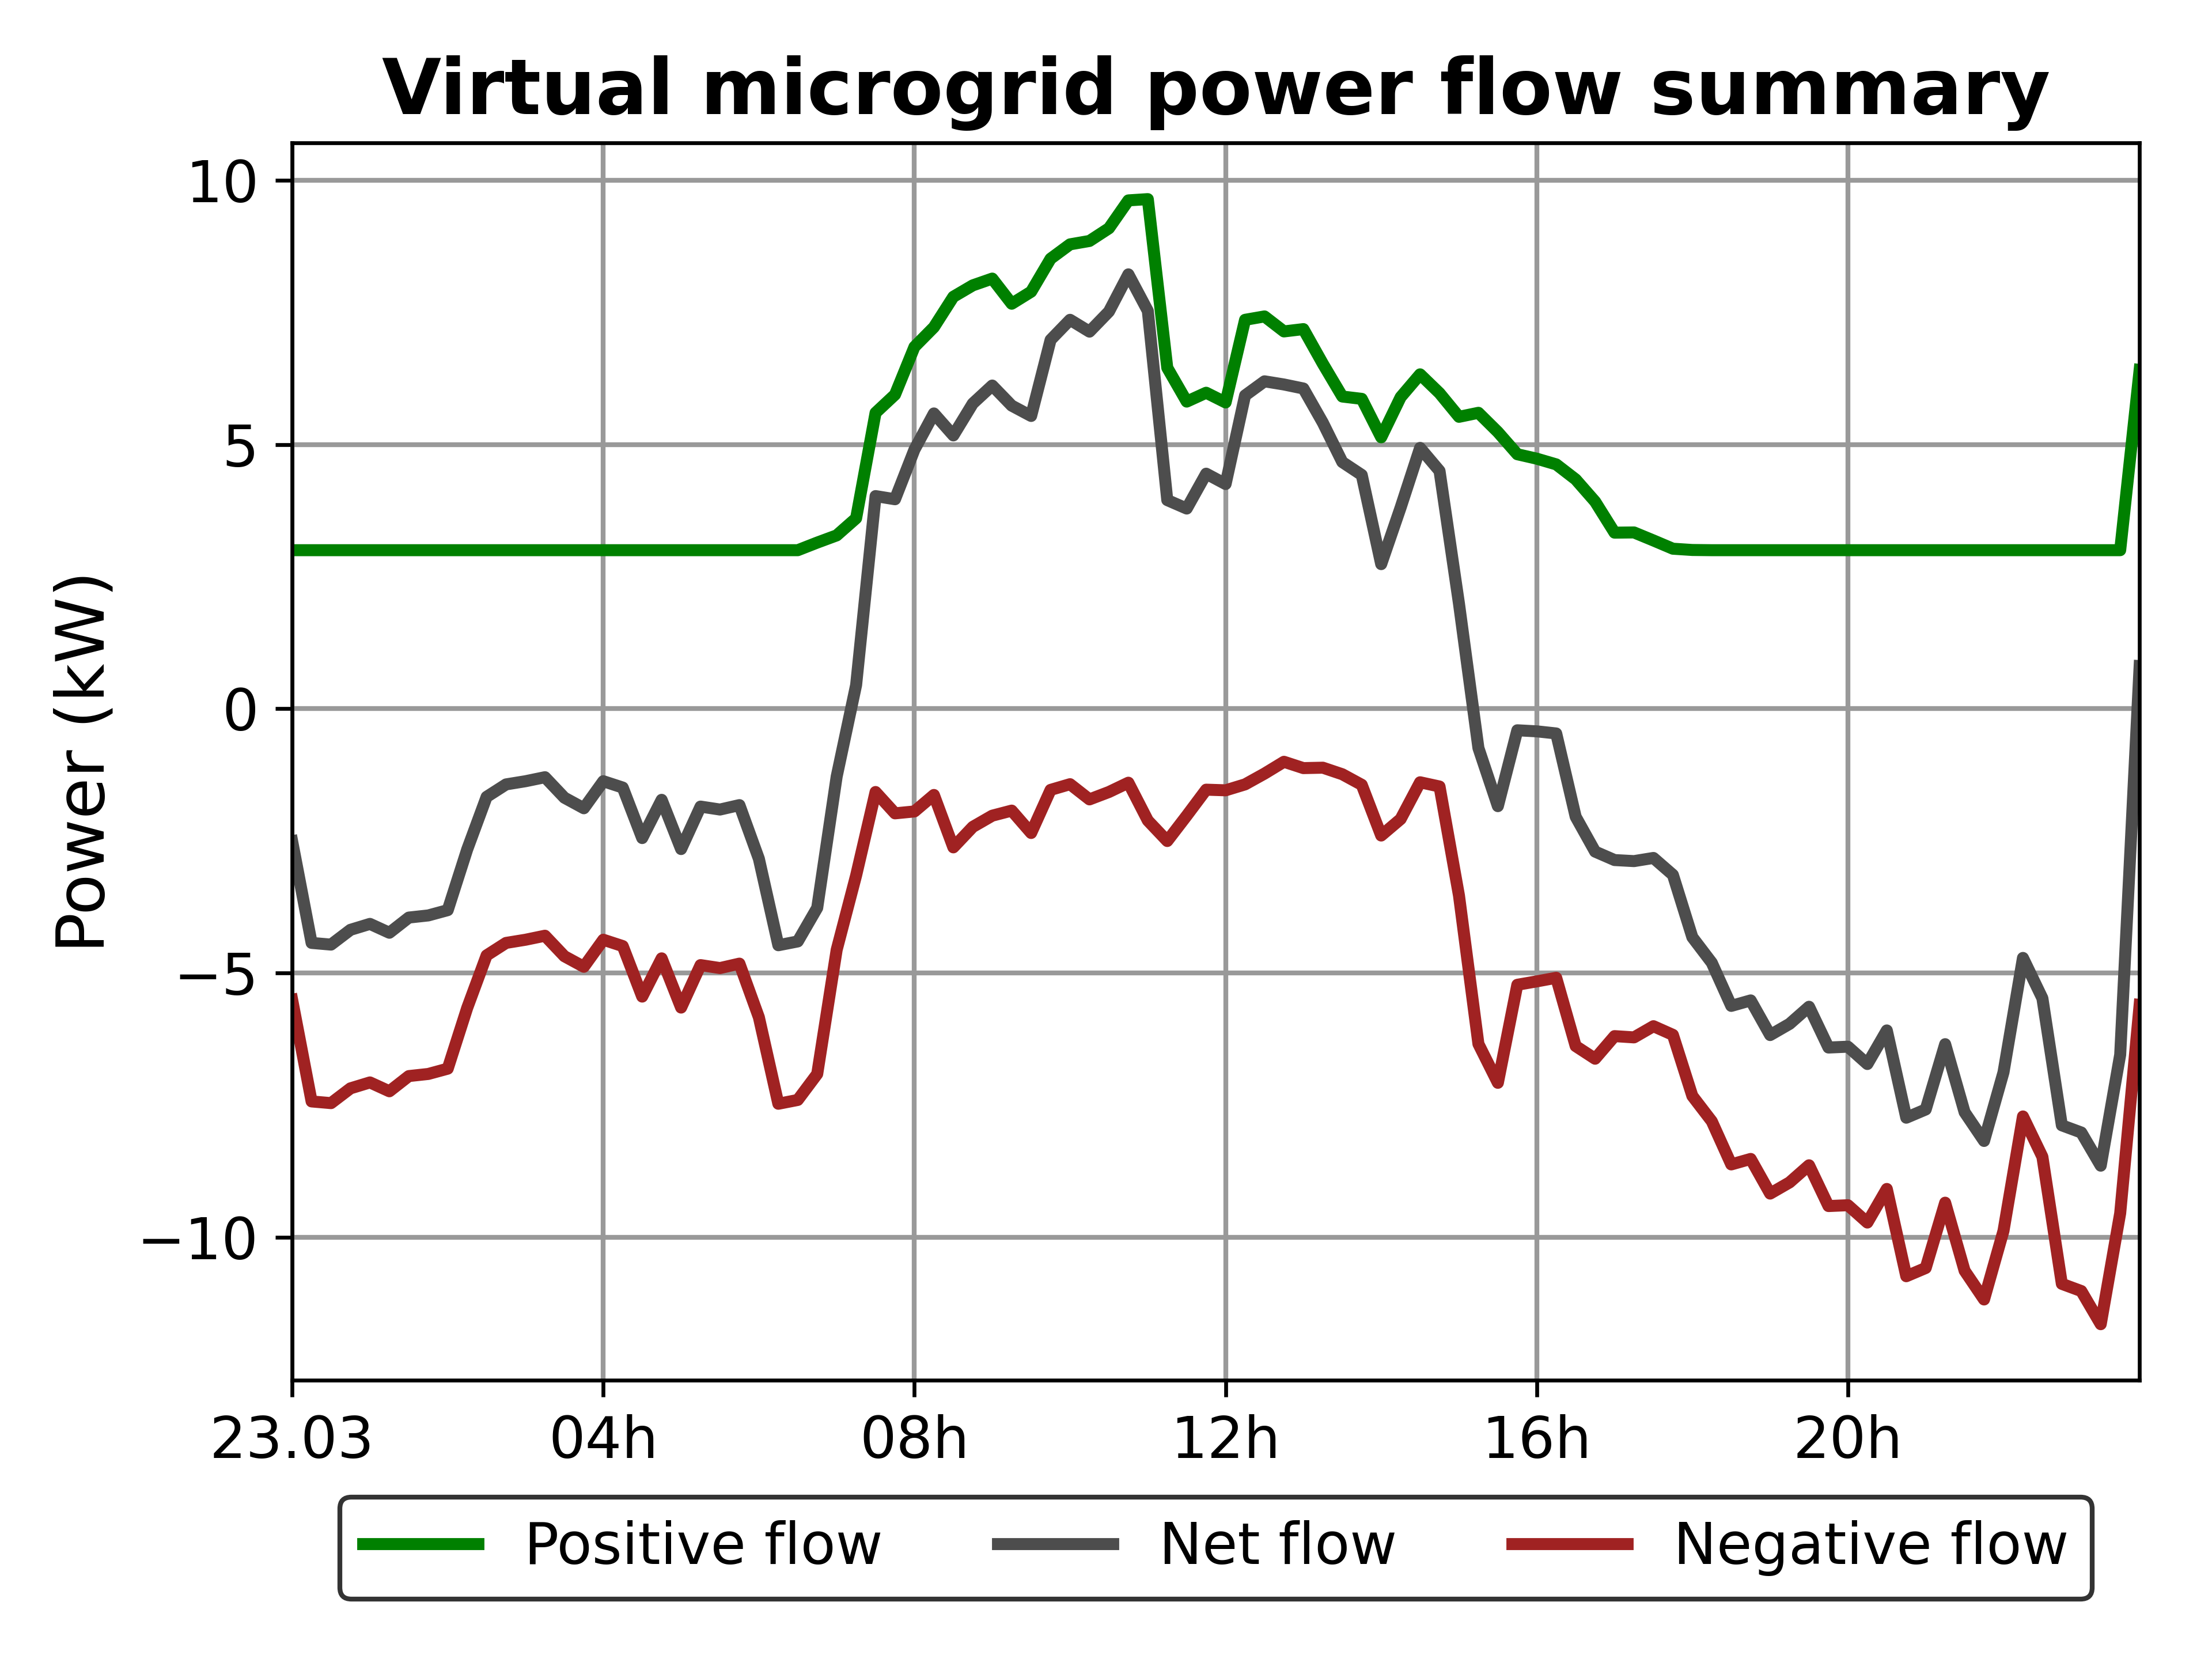 Virtual microgrid power flow summary
Power (kW)
10
5
0
−5
−10
23.03 04h 08h 12h 16h 20h
Positive flow Net flow Negative flow